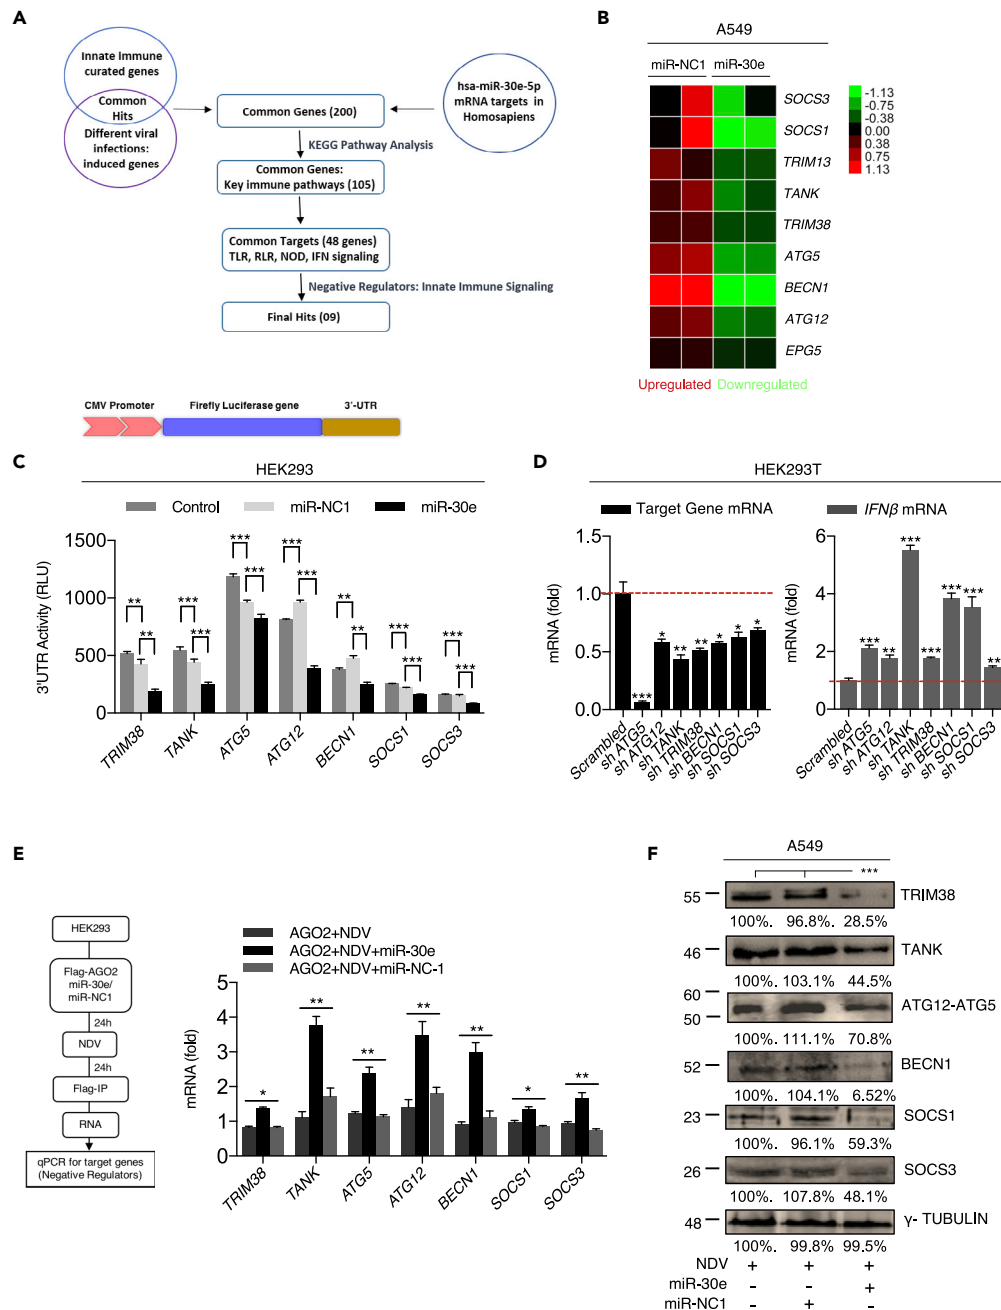 A
Innate Immune
curated genes
Common
Hits
Different viral
infections:
induced genes
Common Genes (200)
hsa-miR-30e-5p
mRNA targets in
Homosapiens
KEGG Pathway Analysis
Common Genes:
Key immune pathways (105)
Common Targets (48 genes)
TLR, RLR, NOD, IFN signaling
Negative Regulators: Innate Immune Signaling
Final Hits (09)
B
A549
miR-NC1 miR-30e
SOCS3
SOCS1
TRIM13
TANK
TRIM38
ATG5
BECN1
ATG12
EPG5
-1.13
-0.75
-0.38
0.00
0.38
0.75
1.13
Upregulated Downregulated
CMV Promoter Firefly Luciferase gene 3'-UTR
C
HEK293
Control miR-NC1 miR-30e
3'UTR Activity (RLU)
1500
1000
500
0
** ** *** *** *** *** *** *** ** ** *** *** *** ***
TRIM38 TANK ATG5 ATG12 BECN1 SOCS1 SOCS3
D
HEK293T
Target Gene mRNA
mRNA (fold)
1.5
1.0
0.5
0.0
*** * ** ** * * *
Scrambled sh ATG5 sh ATG12 sh TANK sh TRIM38 sh BECN1 sh SOCS1 sh SOCS3
IFNβ mRNA
mRNA (fold)
6
4
2
0
*** ** *** *** *** *** **
Scrambled sh ATG5 sh ATG12 sh TANK sh TRIM38 sh BECN1 sh SOCS1 sh SOCS3
E
HEK293
Flag-AGO2
miR-30e/
miR-NC1
24h
NDV
24h
Flag-IP
RNA
qPCR for target genes
(Negative Regulators)
AGO2+NDV
AGO2+NDV+miR-30e
AGO2+NDV+miR-NC-1
mRNA (fold)
5
4
3
2
1
0
* ** ** ** ** * **
TRIM38 TANK ATG5 ATG12 BECN1 SOCS1 SOCS3
F
A549
***
55 TRIM38
100%. 96.8% 28.5%
46 TANK
100%. 103.1% 44.5%
60
50 ATG12-ATG5
100%. 111.1% 70.8%
52 BECN1
100%. 104.1% 6.52%
23 SOCS1
100%. 96.1% 59.3%
26 SOCS3
100%. 107.8% 48.1%
48 γ- TUBULIN
100%. 99.8% 99.5%
NDV + + +
miR-30e - - +
miR-NC1 - + -